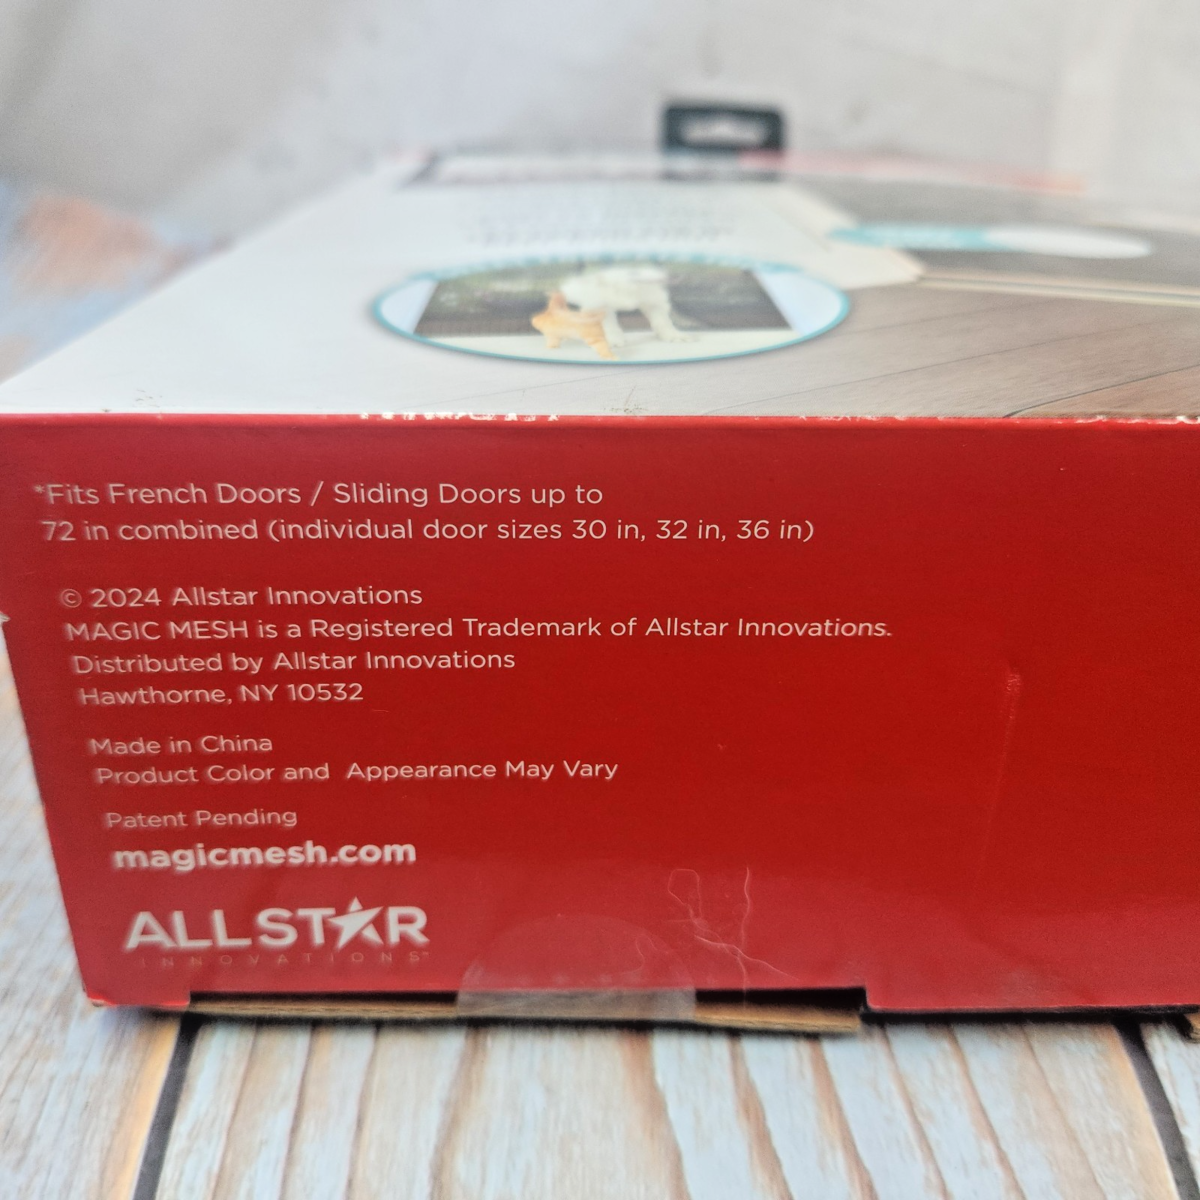 *Fits French Doors / Sliding Doors up to
72 in combined (individual door sizes 30 in, 32 in, 36 in)
© 2024 Allstar Innovations
MAGIC MESH is a Registered Trademark of Allstar Innovations.
Distributed by Allstar Innovations
Hawthorne, NY 10532
Made in China
Product Color and Appearance May Vary
Patent Pending
magicmesh.com
ALLSTAR
INNOVATIONS